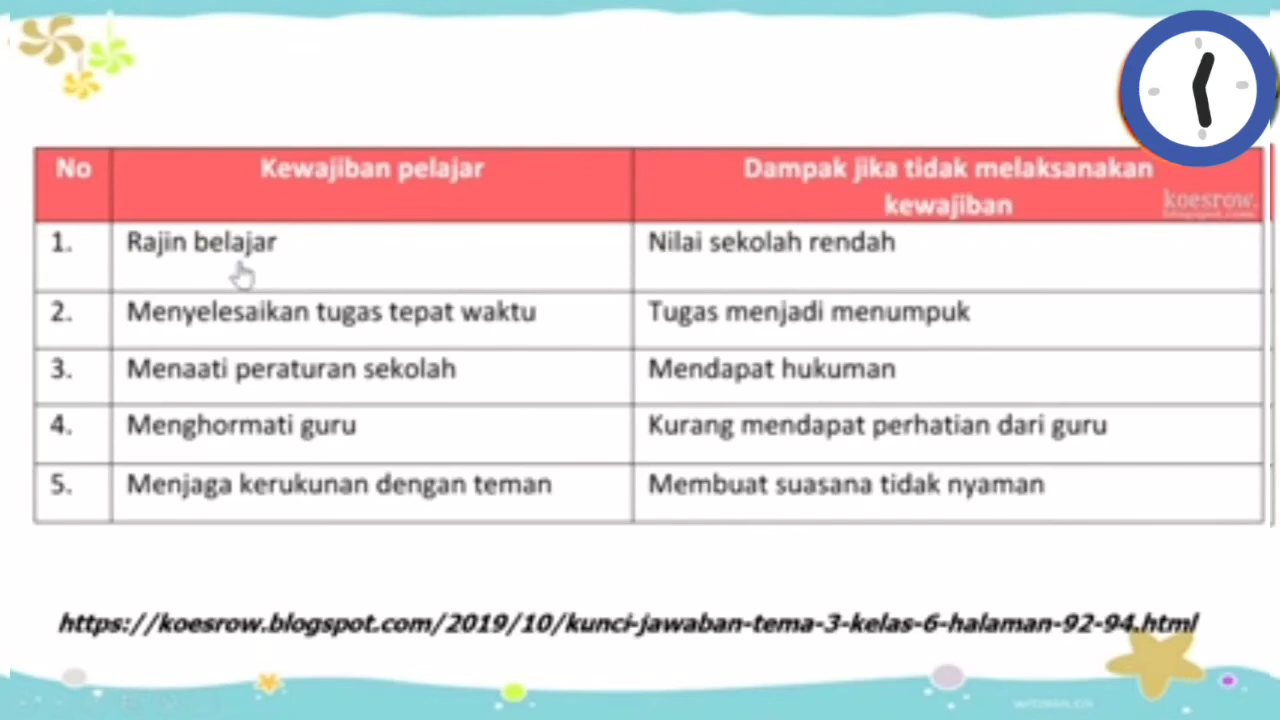 No Kewajiban pelajar Dampak jika tidak melaksanakan
kewajiban
koesrow.
blogspot.com
1. Rajin belajar Nilai sekolah rendah
2. Menyelesaikan tugas tepat waktu Tugas menjadi menumpuk
3. Menaati peraturan sekolah Mendapat hukuman
4. Menghormati guru Kurang mendapat perhatian dari guru
5. Menjaga kerukunan dengan teman Membuat suasana tidak nyaman
https://koesrow.blogspot.com/2019/10/kunci-jawaban-tema-3-kelas-6-halaman-92-94.html